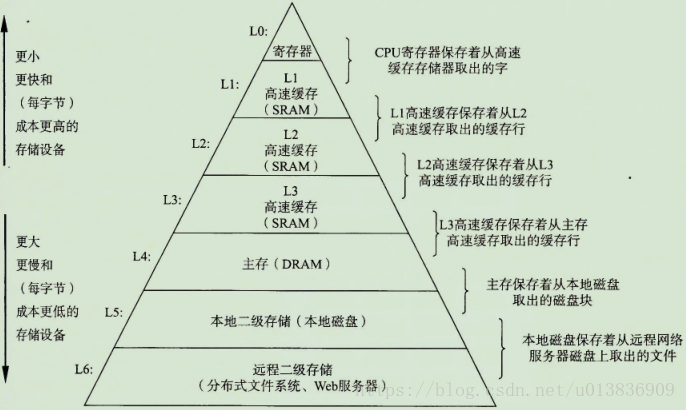 L0:
寄存器
L1:
L1
高速缓存
(SRAM)
L2:
L2
高速缓存
(SRAM)
L3:
L3
高速缓存
(SRAM)
L4:
主存(DRAM)
L5:
本地二级存储(本地磁盘)
L6:
远程二级存储
(分布式文件系统、Web服务器)
更小
更快和
(每字节)
成本更高的
存储设备
更大
更慢和
(每字节)
成本更低的
存储设备
CPU寄存器保存着从高速
缓存存储器取出的字
L1高速缓存保存着从L2
高速缓存取出的缓存行
L2高速缓存保存着从L3
高速缓存取出的缓存行
L3高速缓存保存着从主存
高速缓存取出的缓存行
主存保存着从本地磁盘
取出的磁盘块
本地磁盘保存着从远程网络
服务器磁盘上取出的文件
https://blog.csdn.net/u013836909